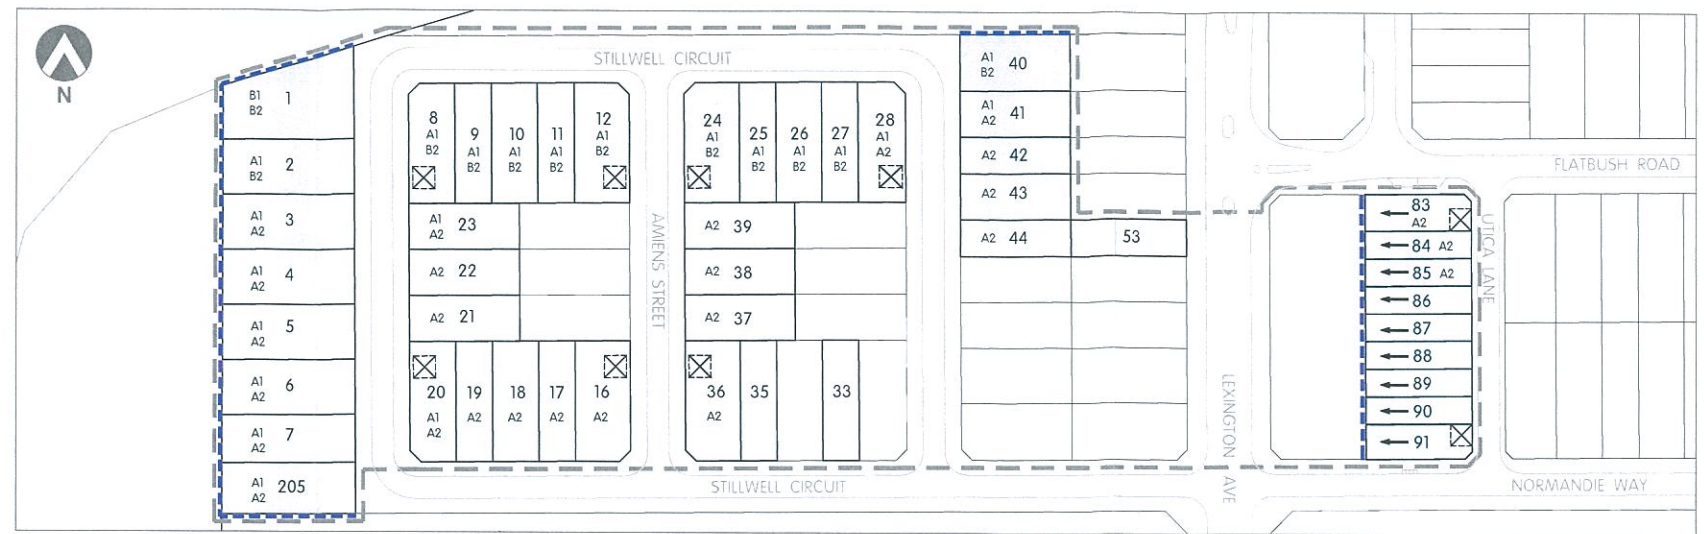 N
STILLWELL CIRCUIT
B1
B2
1
A1
B2
2
A1
A2
3
A1
A2
4
A1
A2
5
A1
A2
6
A1
A2
7
A1
A2
205
8
A1
B2
9
A1
B2
10
A1
B2
11
A1
B2
12
A1
B2
A1
A2
23
A2 22
A2 21
20
A1
A2
19
A2
18
A2
17
A2
16
A2
AMIENS STREET
24
A1
B2
25
A1
B2
26
A1
B2
27
A1
B2
28
A1
A2
A2 39
A2 38
A2 37
36
A2
35
33
A1
B2
40
A1
A2
41
A2 42
A2 43
A2 44
53
STILLWELL CIRCUIT
LEXINGTON AVE
FLATBUSH ROAD
83
A2
84 A2
85 A2
86
87
88
89
90
91
UTICA LANE
NORMANDIE WAY